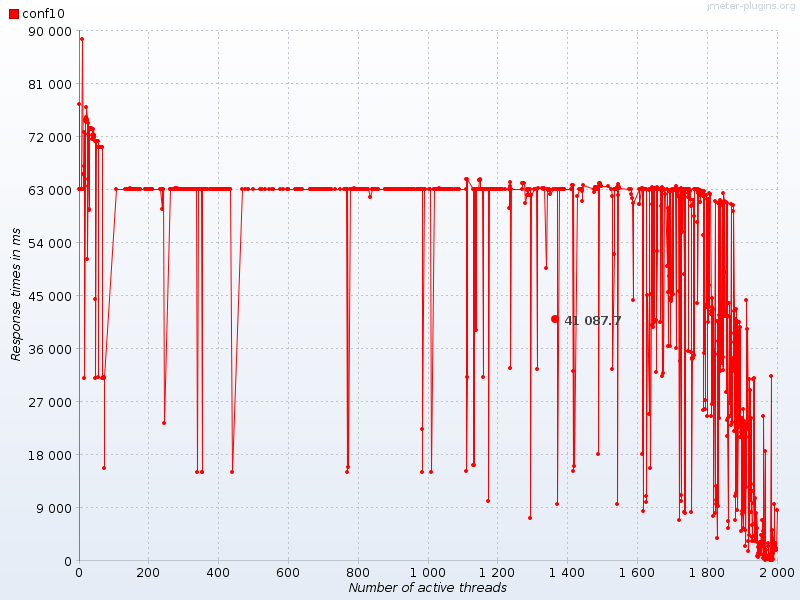 jmeter-plugins.org
conf10
90 000
81 000
72 000
63 000
54 000
45 000
36 000
27 000
18 000
9 000
0
Response times in ms
41 087.7
0 200 400 600 800 1 000 1 200 1 400 1 600 1 800 2 000
Number of active threads